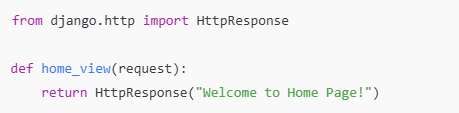 from django.http import HttpResponse
def home_view(request):
    return HttpResponse("Welcome to Home Page!")